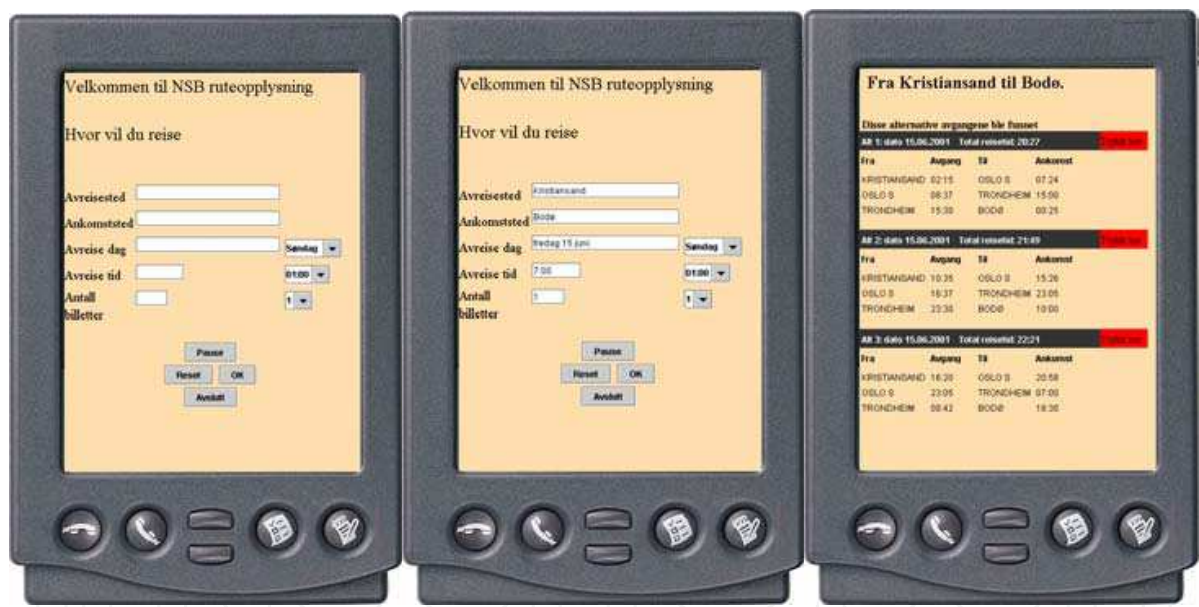 Velkommen til NSB ruteopplysning
Hvor vil du reise
Avreisested
Ankomststed
Avreise dag Søndag
Avreise tid 01:00
Antall 1
billetter
Pause
Reset OK
Avslutt
Velkommen til NSB ruteopplysning
Hvor vil du reise
Avreisested Kristiansand
Ankomststed Bodø
Avreise dag fredag 15 juni Søndag
Avreise tid 7:00 01:00
Antall 1 1
billetter
Pause
Reset OK
Avslutt
Fra Kristiansand til Bodø.
Disse alternative avgangene ble funnet
Alt 1: dato 15.06.2001 Total reisetid: 20:27
Fra Avgang Til Ankomst
KRISTIANSAND 02:15 OSLO S 07:24
OSLO S 08:37 TRONDHEIM 15:00
TRONDHEIM 15:30 BODØ 00:25
Alt 2: dato 15.06.2001 Total reisetid: 21:49
Fra Avgang Til Ankomst
KRISTIANSAND 10:35 OSLO S 15:26
OSLO S 16:37 TRONDHEIM 23:05
TRONDHEIM 23:30 BODØ 10:00
Alt 3: dato 15.06.2001 Total reisetid: 22:21
Fra Avgang Til Ankomst
KRISTIANSAND 16:20 OSLO S 20:58
OSLO S 23:05 TRONDHEIM 07:00
TRONDHEIM 08:42 BODØ 18:30